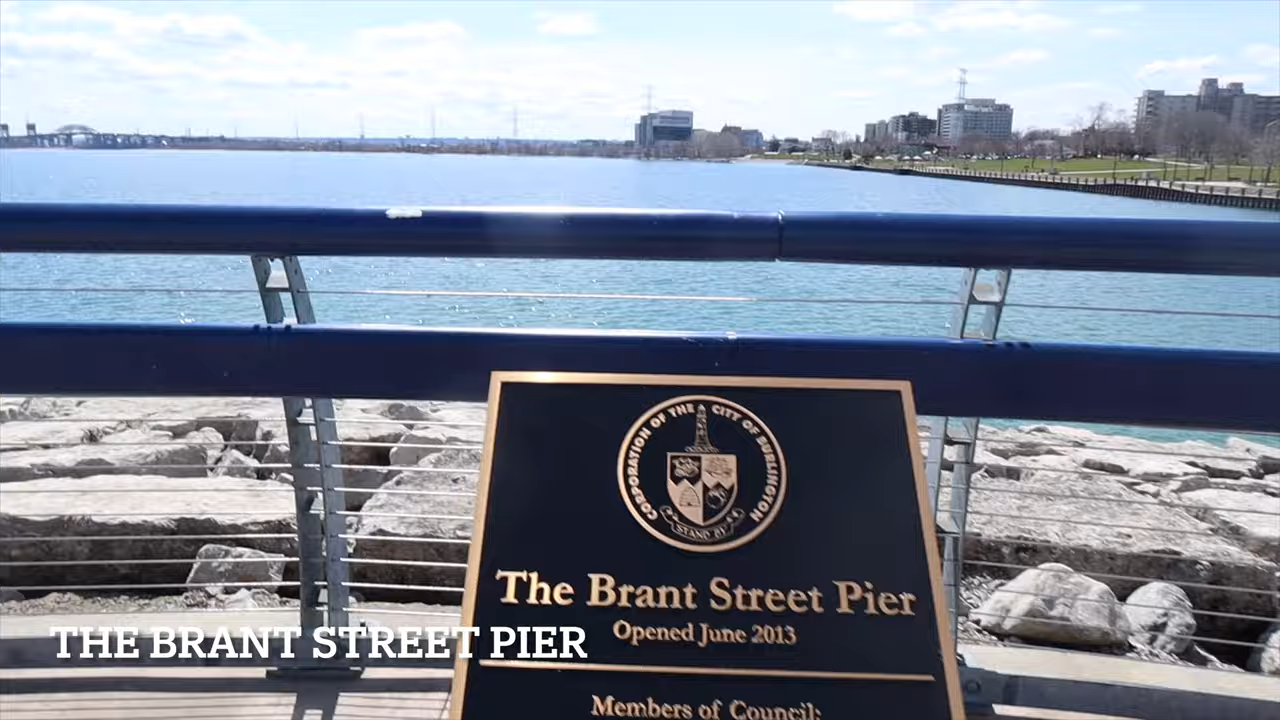 CORPORATION OF THE CITY OF BURLINGTON
STAND BY
The Brant Street Pier
Opened June 2013
THE BRANT STREET PIER
Members of Council: